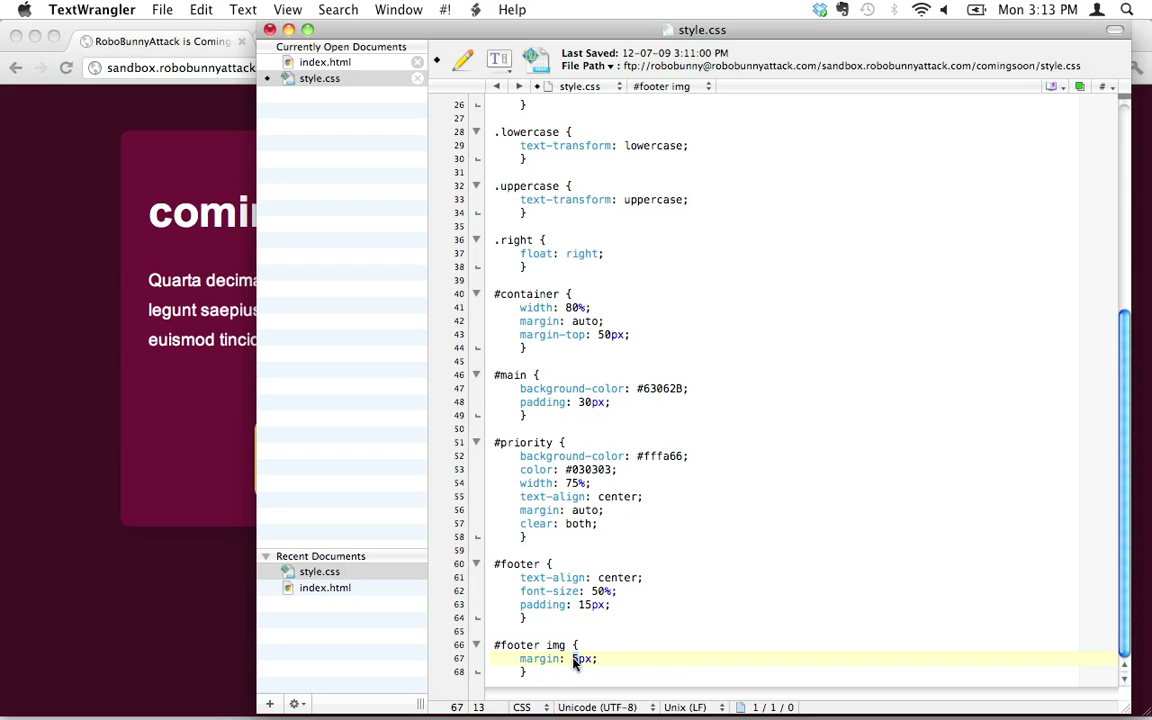 TextWrangler File Edit Text View Search Window #! Help Mon 3:13 PM
RoboBunnyAttack is Coming
sandbox.robobunnyattack
style.css
Currently Open Documents
index.html
style.css
Last Saved: 12-07-09 3:11:00 PM
File Path ▾ : ftp://robobunny@robobunnyattack.com/sandbox.robobunnyattack.com/comingsoon/style.css
style.css #footer img
26 }
27
28 .lowercase {
29 text-transform: lowercase;
30 }
31
32 .uppercase {
33 text-transform: uppercase;
34 }
35
36 .right {
37 float: right;
38 }
39
40 #container {
41 width: 80%;
42 margin: auto;
43 margin-top: 50px;
44 }
45
46 #main {
47 background-color: #63062B;
48 padding: 30px;
49 }
50
51 #priority {
52 background-color: #fffa66;
53 color: #030303;
54 width: 75%;
55 text-align: center;
56 margin: auto;
57 clear: both;
58 }
59
60 #footer {
61 text-align: center;
62 font-size: 50%;
63 padding: 15px;
64 }
65
66 #footer img {
67 margin: 5px;
68 }
comin
Quarta decima
legunt saepius
euismod tincid
Recent Documents
style.css
index.html
67 13 CSS Unicode (UTF-8) Unix (LF) 1 / 1 / 0